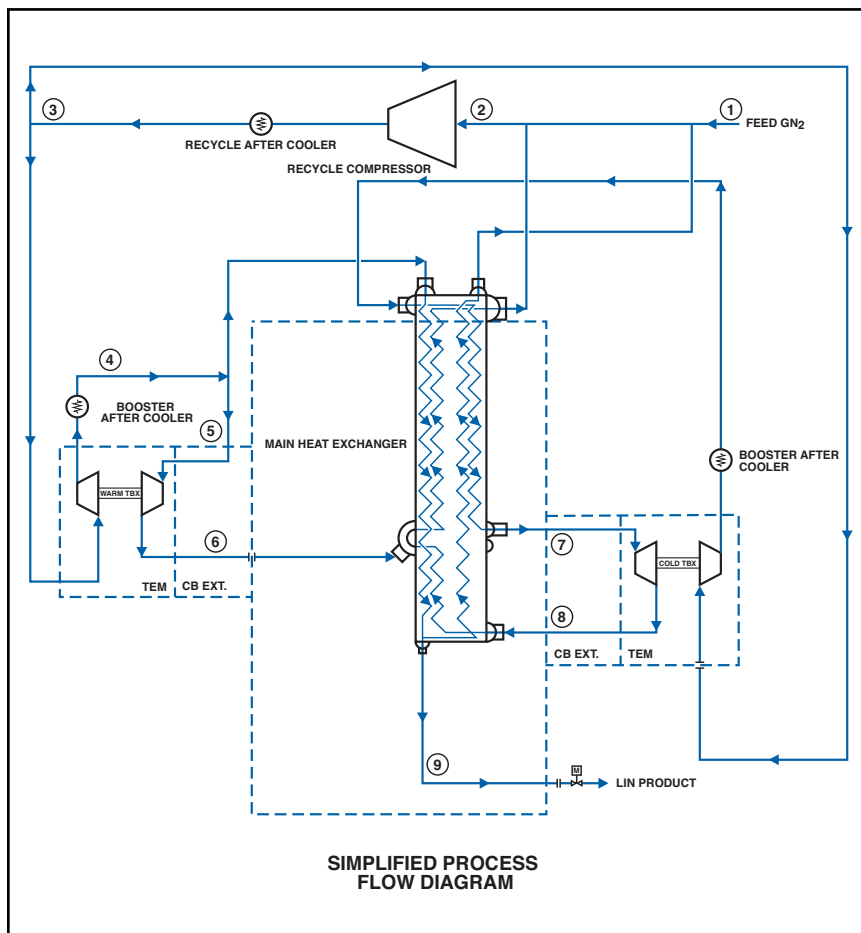 3
2
1
FEED GN2
RECYCLE AFTER COOLER
RECYCLE COMPRESSOR
4
BOOSTER
AFTER COOLER
5
MAIN HEAT EXCHANGER
BOOSTER AFTER
COOLER
WARM TBX
6
7
COLD TBX
TEM
CB EXT.
8
CB EXT.
TEM
9
M
LIN PRODUCT
SIMPLIFIED PROCESS
FLOW DIAGRAM